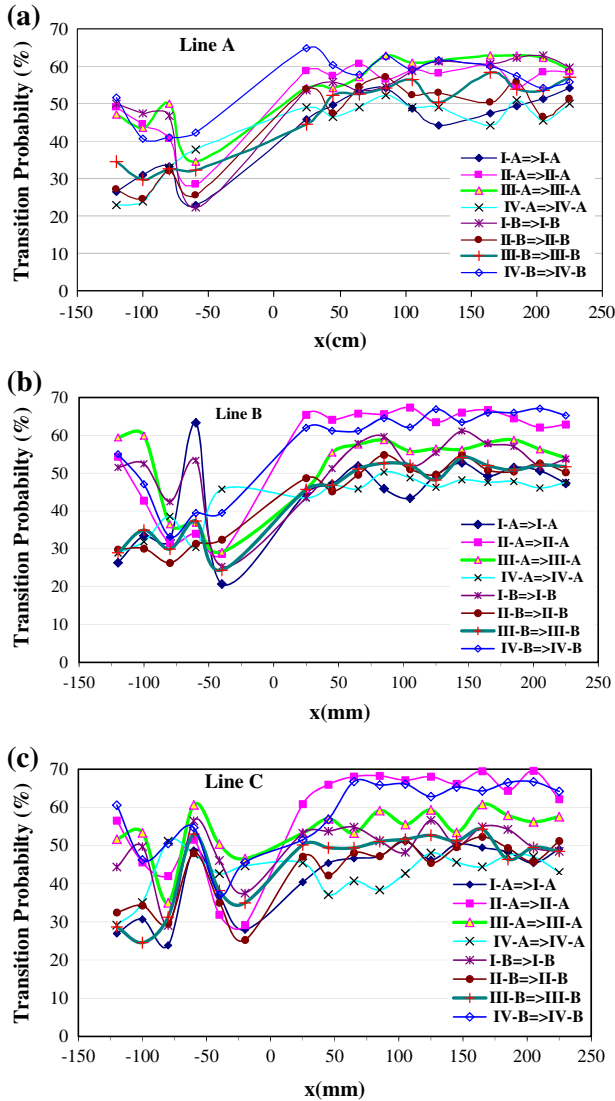 (a)
Line A
Transition Probabilty (%)
70
60
50
40
30
20
10
0
-150 -100 -50 0 50 100 150 200 250
x(cm)
I-A=>I-A
II-A=>II-A
III-A=>III-A
IV-A=>IV-A
I-B=>I-B
II-B=>II-B
III-B=>III-B
IV-B=>IV-B
(b)
Line B
Transition Probability (%)
70
60
50
40
30
20
10
0
-150 -100 -50 0 50 100 150 200 250
x(mm)
I-A=>I-A
II-A=>II-A
III-A=>III-A
IV-A=>IV-A
I-B=>I-B
II-B=>II-B
III-B=>III-B
IV-B=>IV-B
(c)
Line C
Transition Probability (%)
70
60
50
40
30
20
10
0
-150 -100 -50 0 50 100 150 200 250
x(mm)
I-A=>I-A
II-A=>II-A
III-A=>III-A
IV-A=>IV-A
I-B=>I-B
II-B=>II-B
III-B=>III-B
IV-B=>IV-B